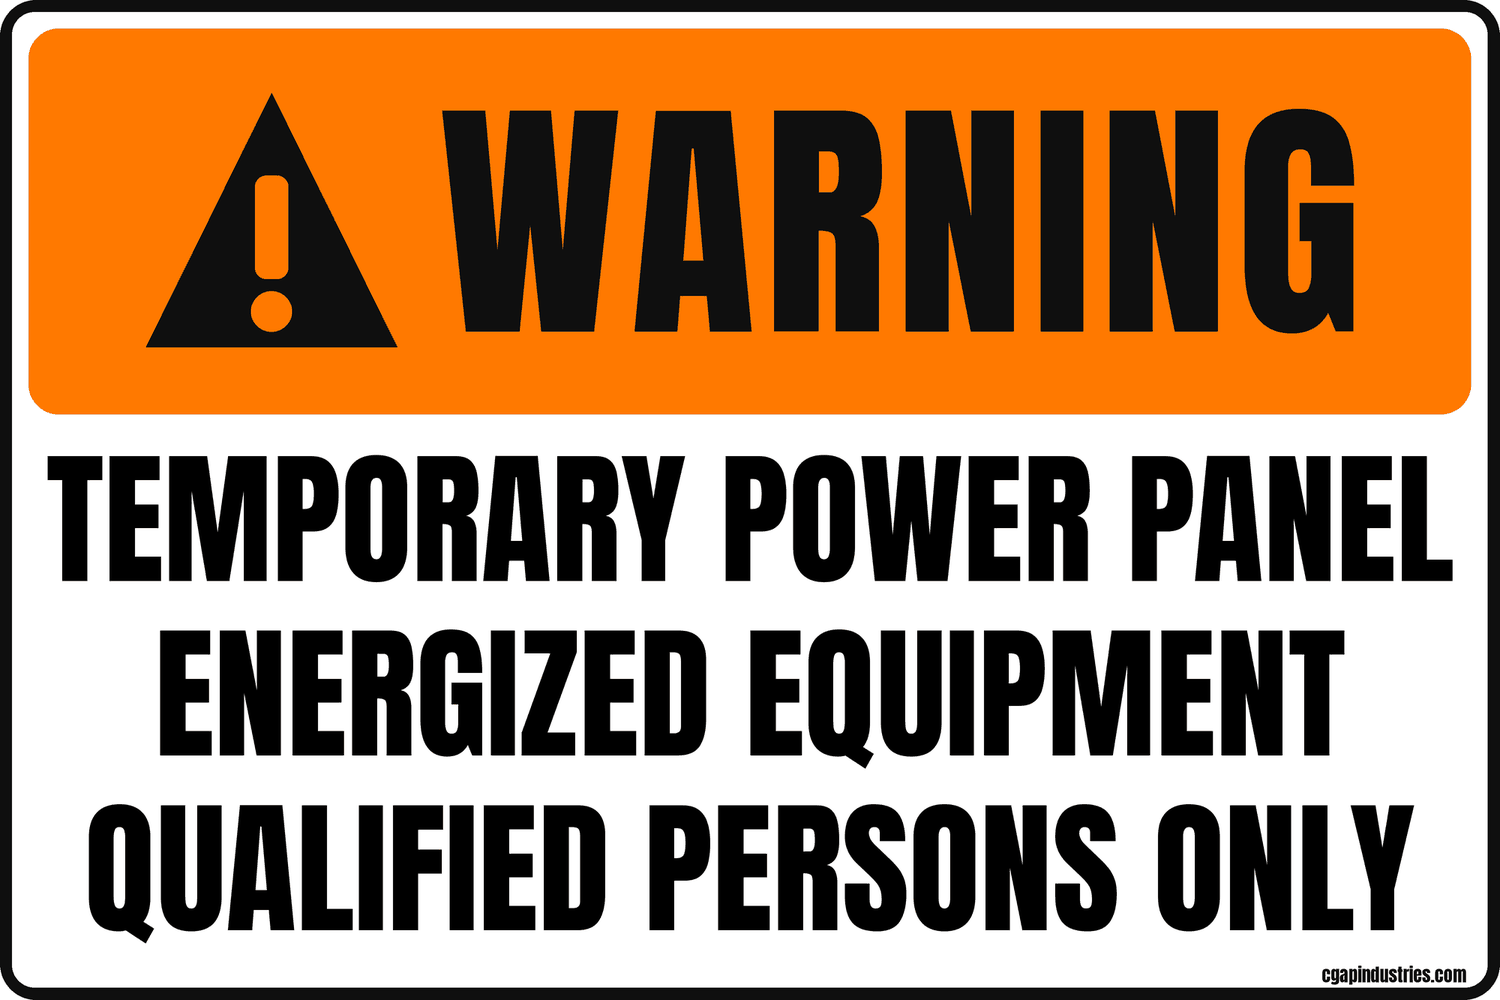 WARNING
TEMPORARY POWER PANEL
ENERGIZED EQUIPMENT
QUALIFIED PERSONS ONLY
cgapindustries.com